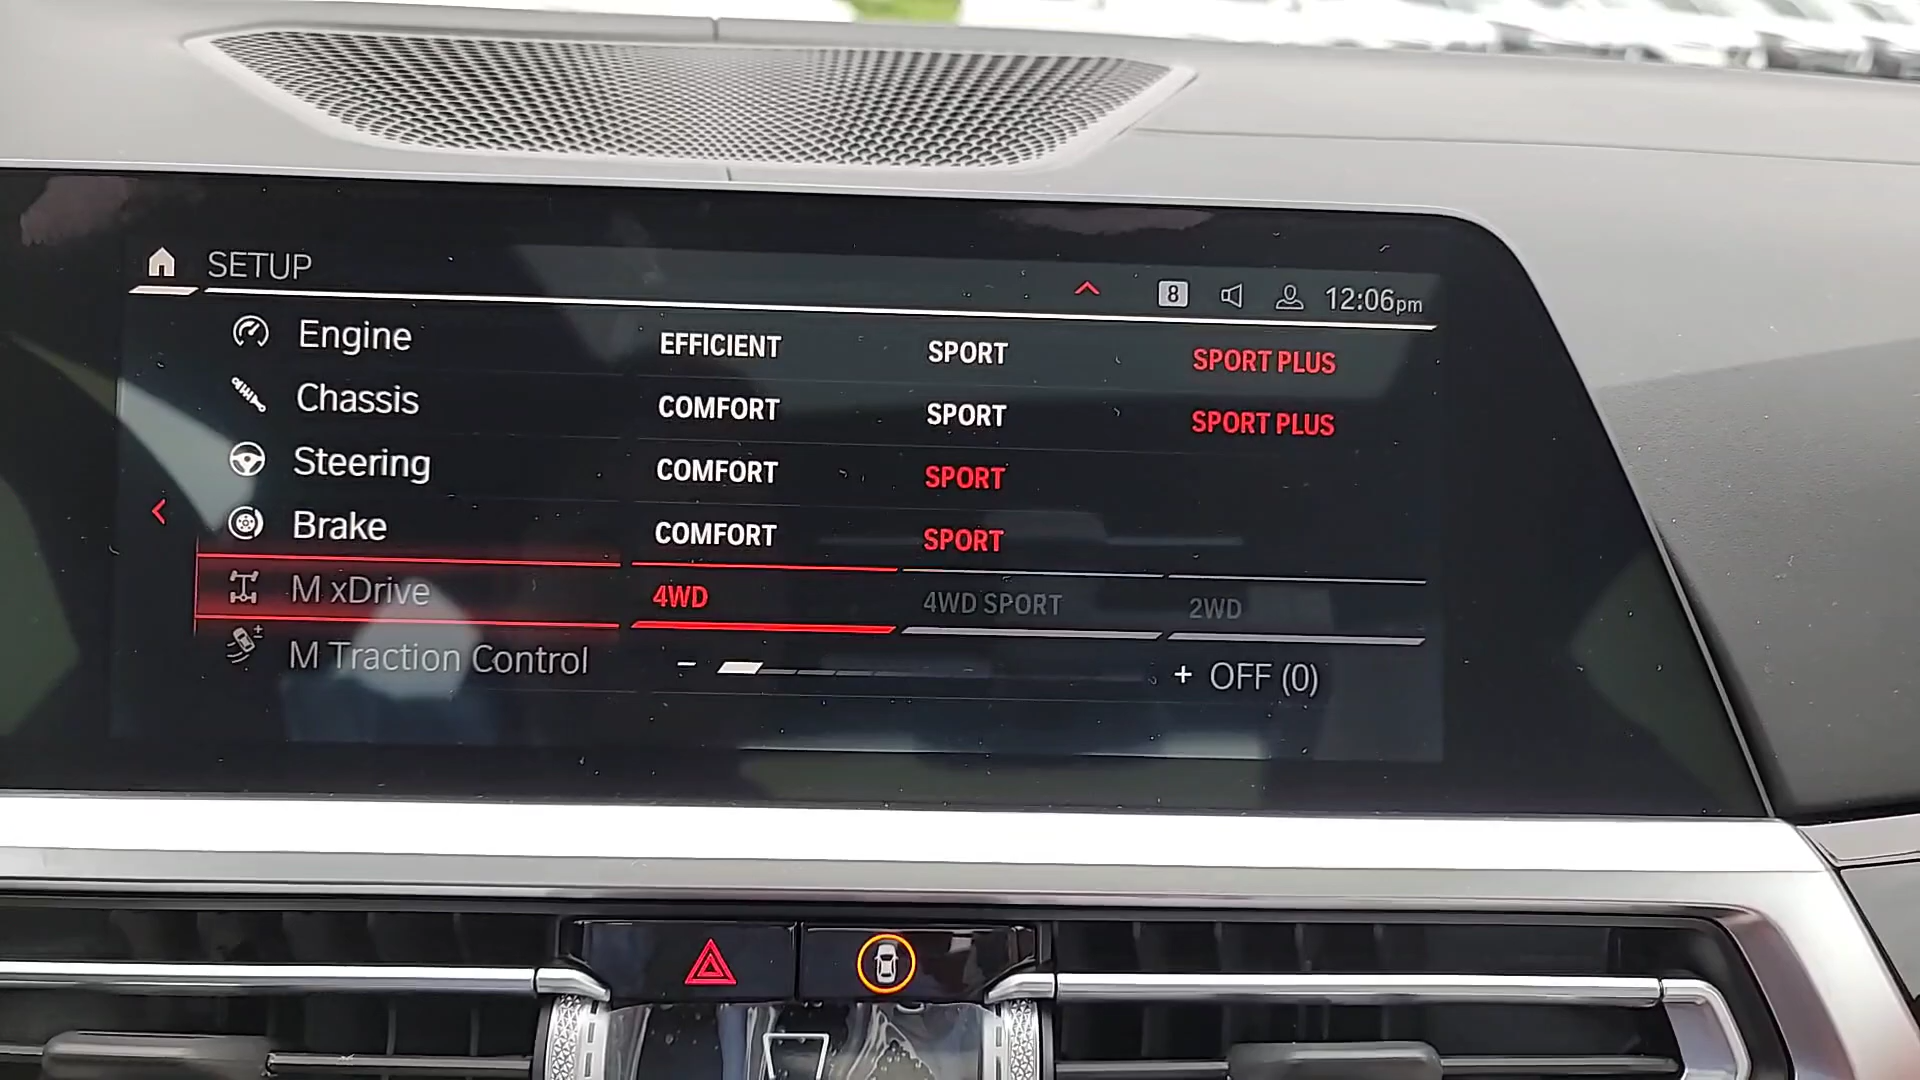 SETUP
8 12:06pm
Engine EFFICIENT SPORT SPORT PLUS
Chassis COMFORT SPORT SPORT PLUS
Steering COMFORT SPORT
Brake COMFORT SPORT
M xDrive 4WD 4WD SPORT 2WD
M Traction Control − + OFF (0)